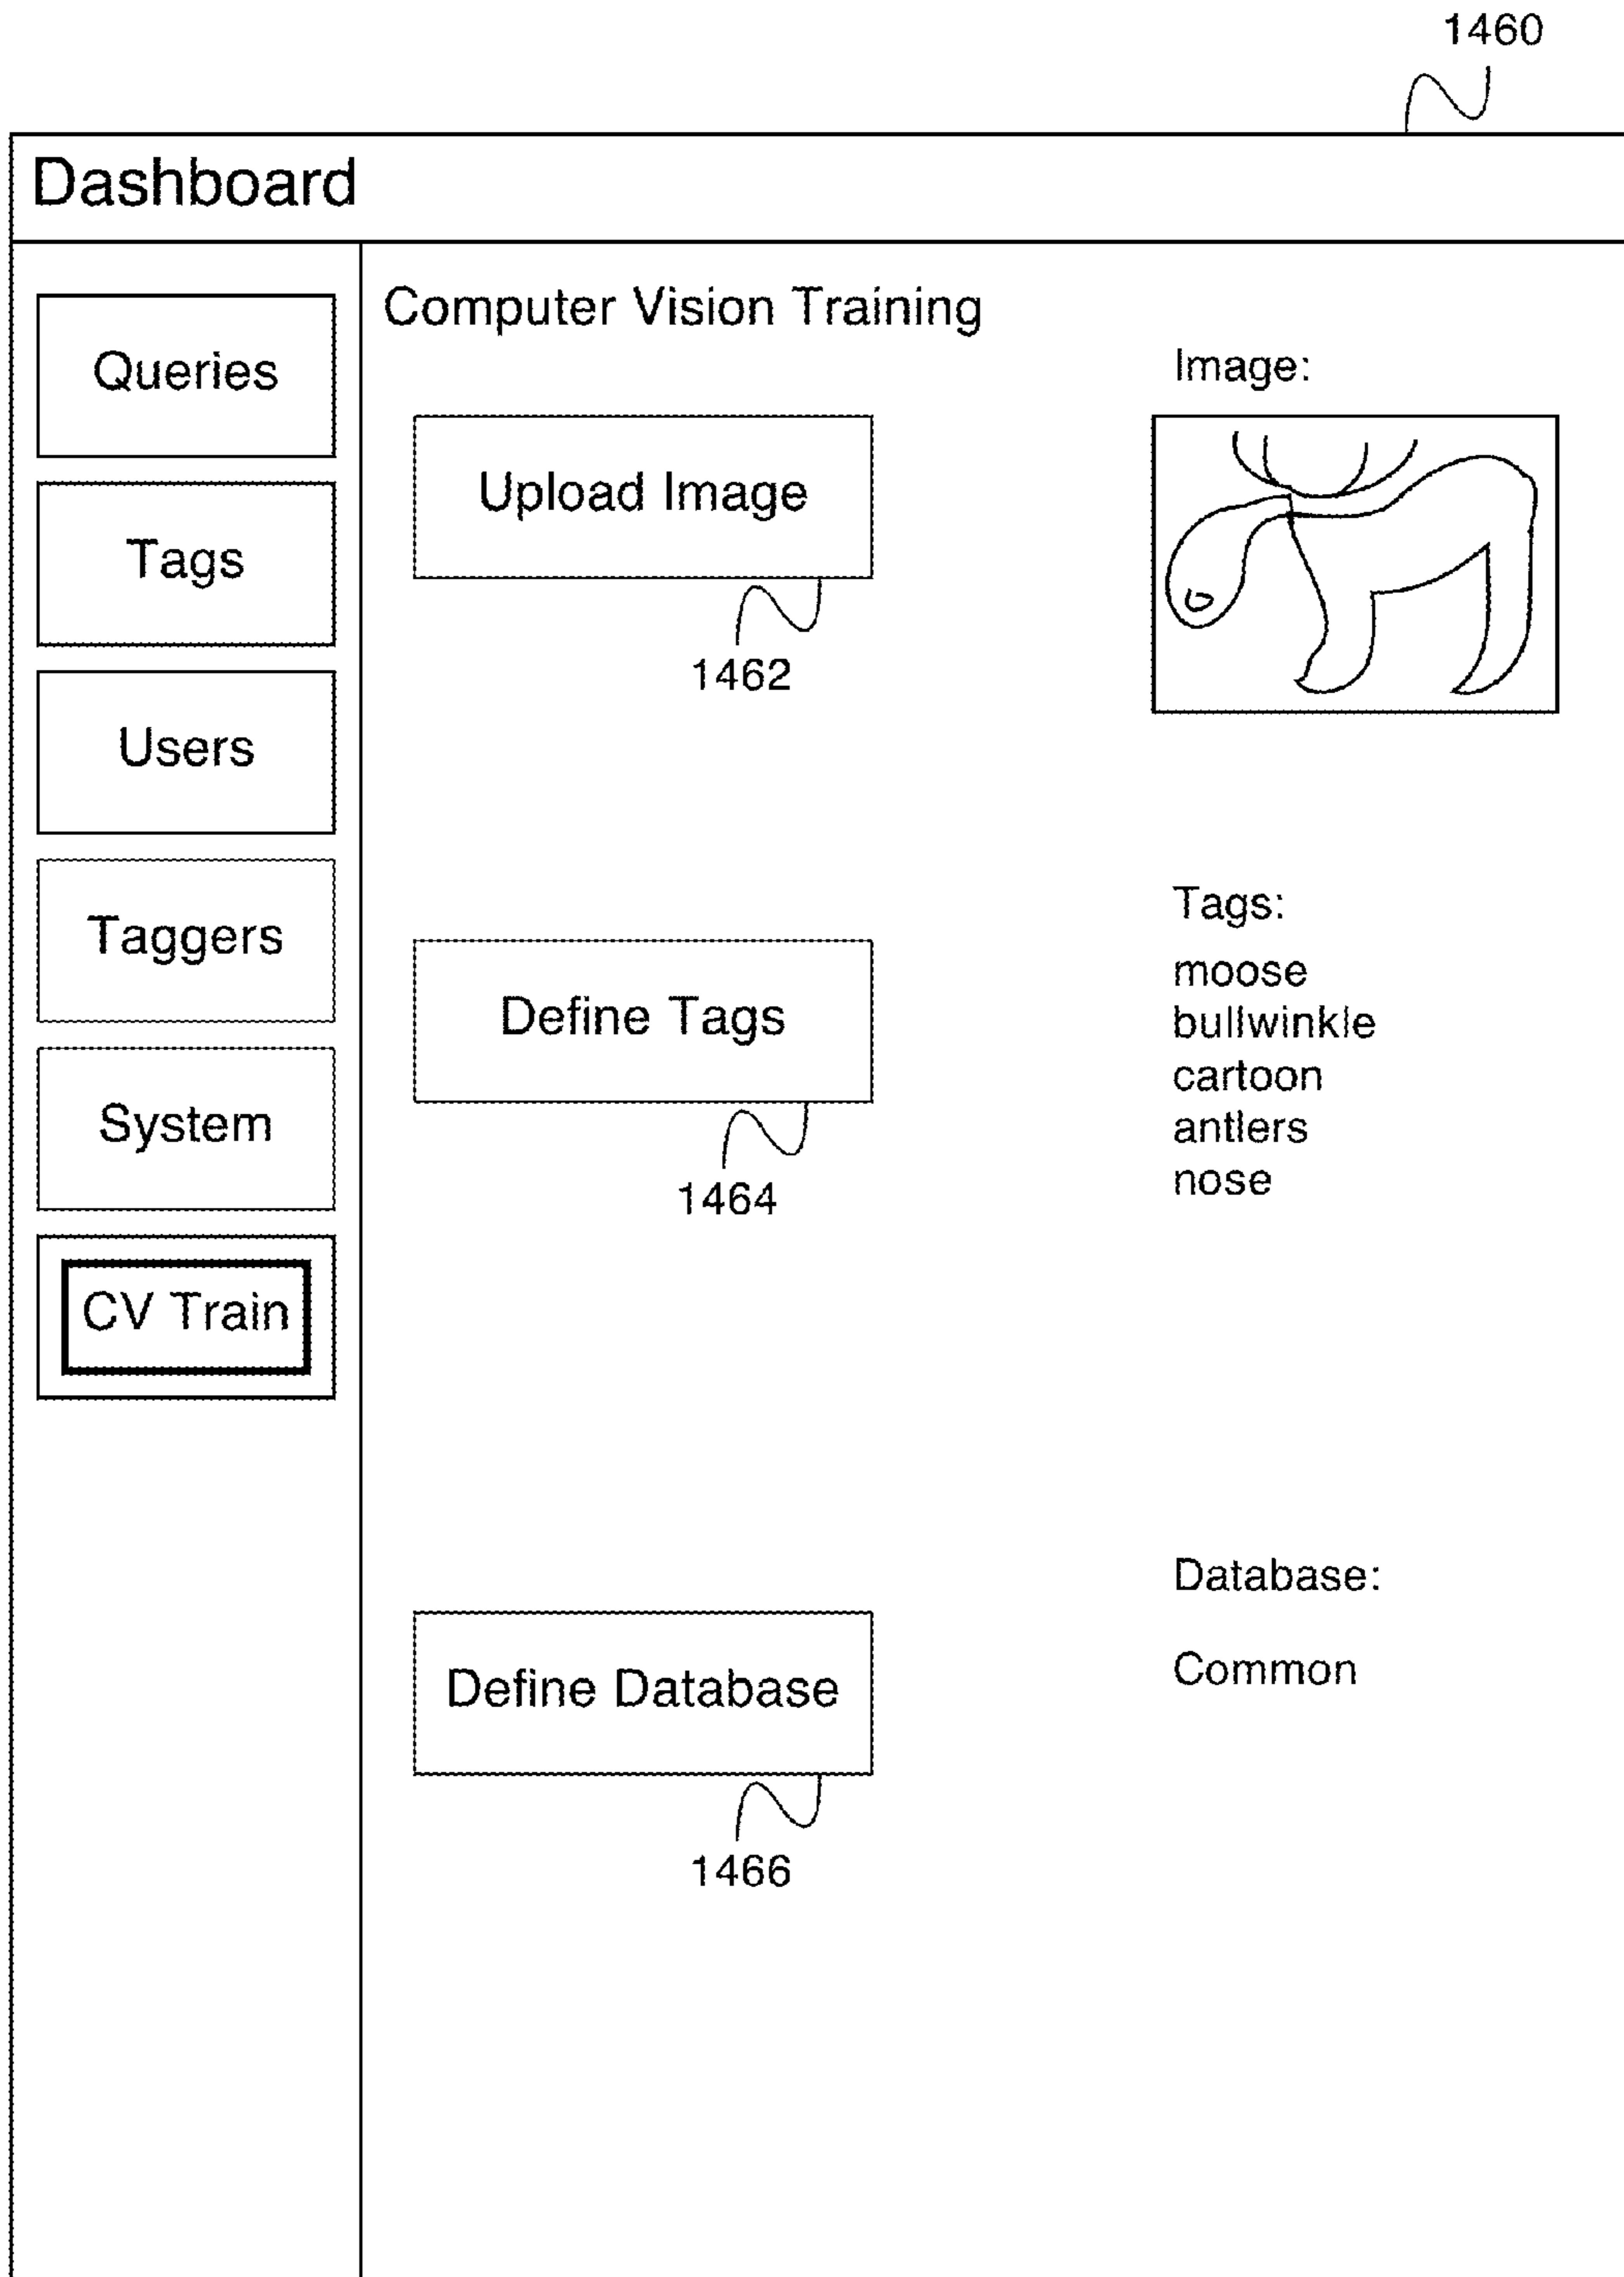 1460
Dashboard
Queries
Tags
Users
Taggers
System
CV Train
Computer Vision Training
Upload Image
1462
Image:
Define Tags
1464
Tags:
moose
bullwinkle
cartoon
antlers
nose
Define Database
1466
Database:
Common